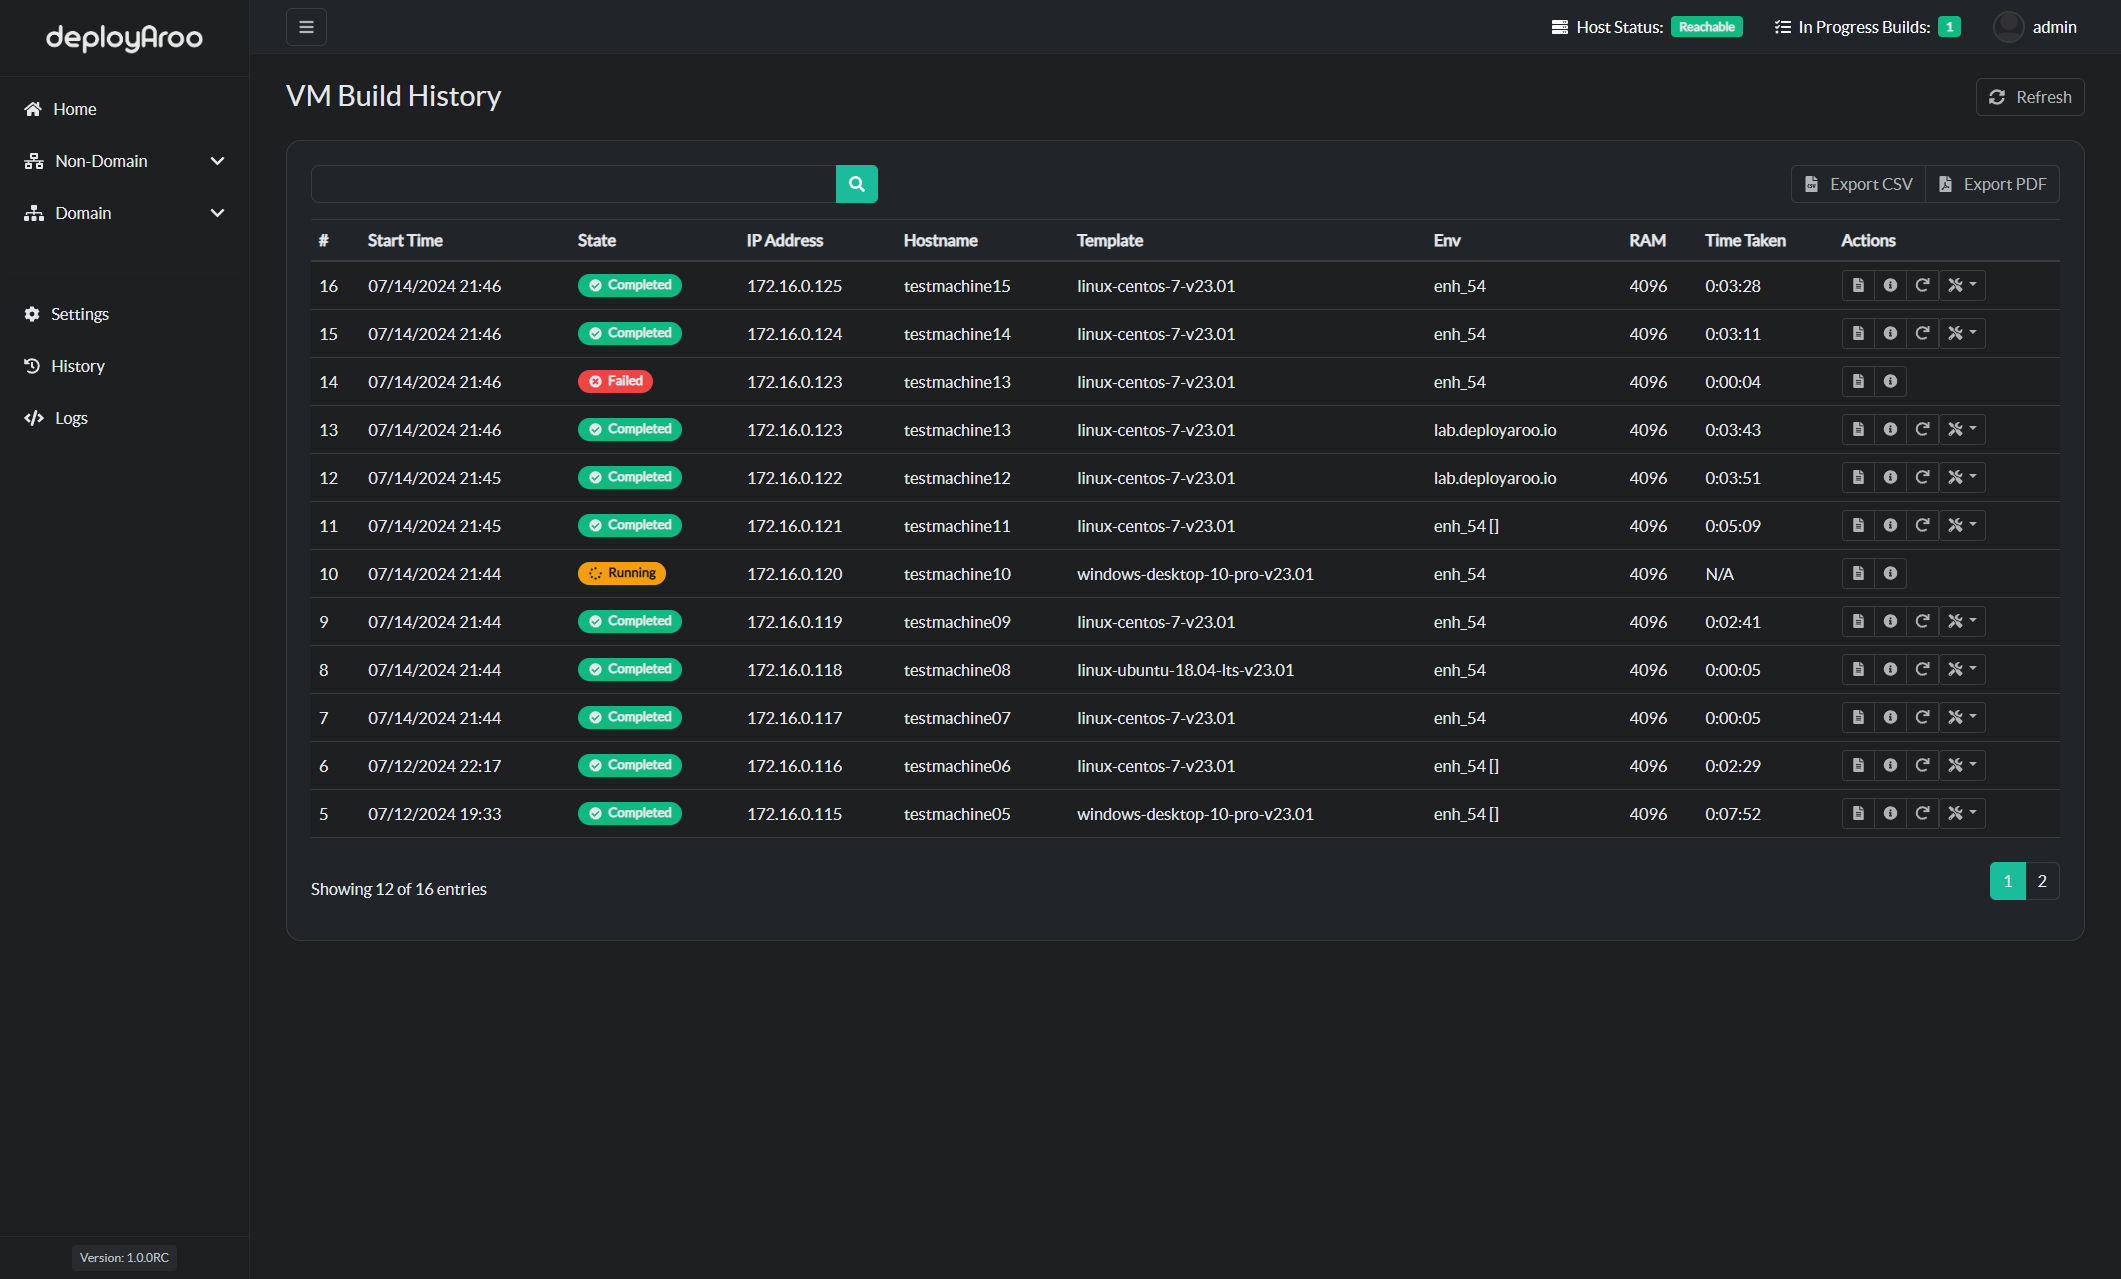 deployAroo
Host Status: Reachable In Progress Builds: 1 admin
Home
Non-Domain
Domain
Settings
History
Logs
Version: 1.0.0RC
VM Build History
Refresh
Export CSV Export PDF
# Start Time State IP Address Hostname Template Env RAM Time Taken Actions
16 07/14/2024 21:46 Completed 172.16.0.125 testmachine15 linux-centos-7-v23.01 enh_54 4096 0:03:28
15 07/14/2024 21:46 Completed 172.16.0.124 testmachine14 linux-centos-7-v23.01 enh_54 4096 0:03:11
14 07/14/2024 21:46 Failed 172.16.0.123 testmachine13 linux-centos-7-v23.01 enh_54 4096 0:00:04
13 07/14/2024 21:46 Completed 172.16.0.123 testmachine13 linux-centos-7-v23.01 lab.deployaroo.io 4096 0:03:43
12 07/14/2024 21:45 Completed 172.16.0.122 testmachine12 linux-centos-7-v23.01 lab.deployaroo.io 4096 0:03:51
11 07/14/2024 21:45 Completed 172.16.0.121 testmachine11 linux-centos-7-v23.01 enh_54 [] 4096 0:05:09
10 07/14/2024 21:44 Running 172.16.0.120 testmachine10 windows-desktop-10-pro-v23.01 enh_54 4096 N/A
9 07/14/2024 21:44 Completed 172.16.0.119 testmachine09 linux-centos-7-v23.01 enh_54 4096 0:02:41
8 07/14/2024 21:44 Completed 172.16.0.118 testmachine08 linux-ubuntu-18.04-lts-v23.01 enh_54 4096 0:00:05
7 07/14/2024 21:44 Completed 172.16.0.117 testmachine07 linux-centos-7-v23.01 enh_54 4096 0:00:05
6 07/12/2024 22:17 Completed 172.16.0.116 testmachine06 linux-centos-7-v23.01 enh_54 [] 4096 0:02:29
5 07/12/2024 19:33 Completed 172.16.0.115 testmachine05 windows-desktop-10-pro-v23.01 enh_54 [] 4096 0:07:52
Showing 12 of 16 entries
1 2